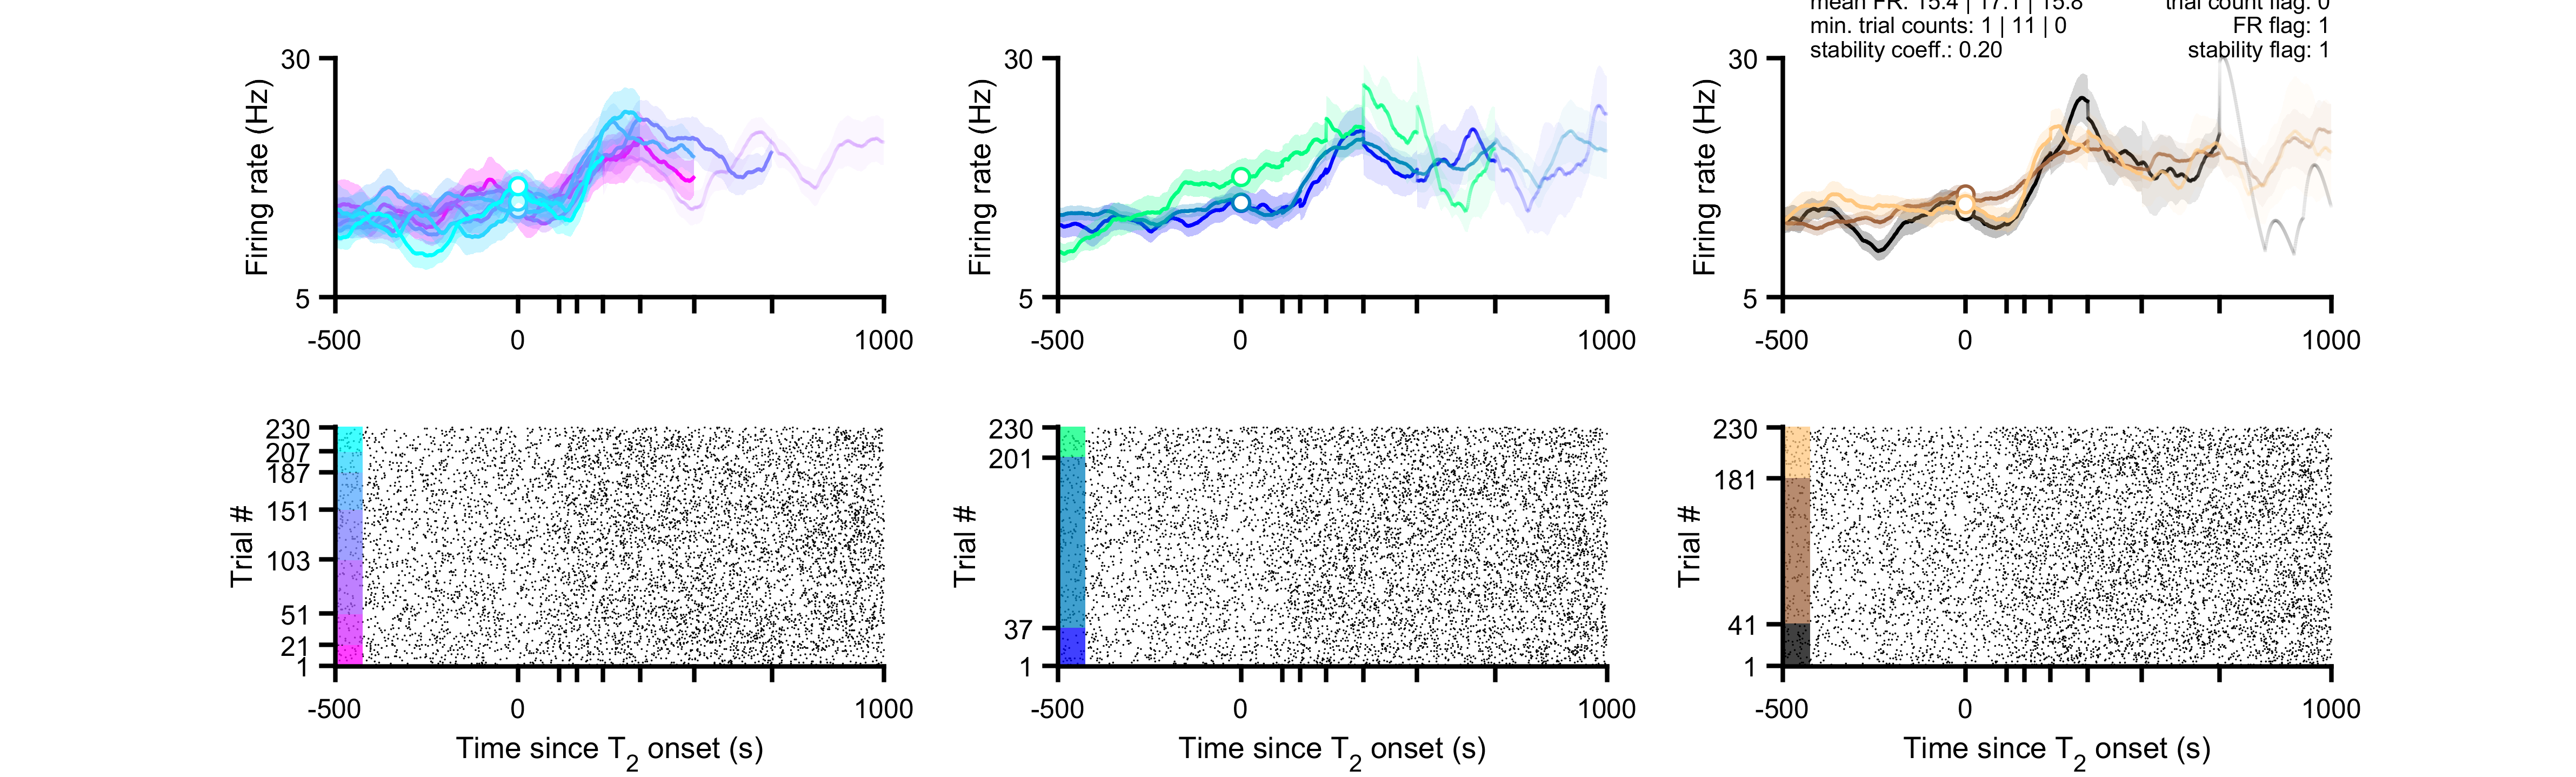 mean FR: 15.4 | 17.1 | 15.8 trial count flag: 0
min. trial counts: 1 | 11 | 0 FR flag: 1
stability coeff.: 0.20 stability flag: 1
30
5
Firing rate (Hz)
-500 0 1000
30
5
Firing rate (Hz)
-500 0 1000
30
5
Firing rate (Hz)
-500 0 1000
230
207
187
151
103
51
21
1
Trial #
-500 0 1000
Time since T2 onset (s)
230
201
37
1
Trial #
-500 0 1000
Time since T2 onset (s)
230
181
41
1
Trial #
-500 0 1000
Time since T2 onset (s)